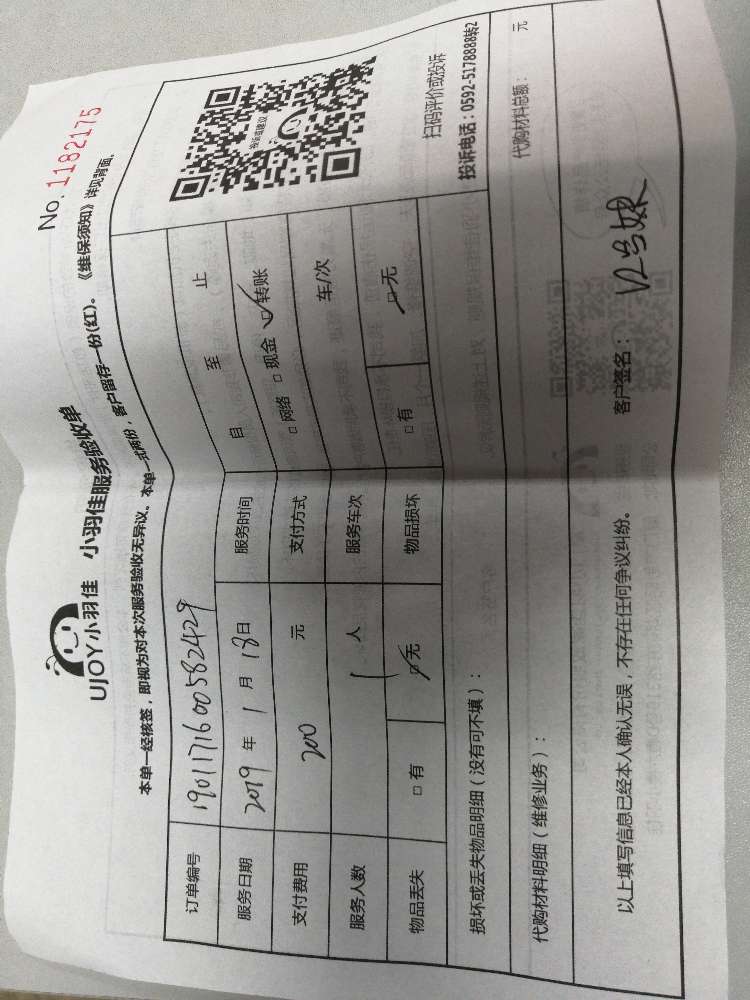 No. 1182175
UJOY小羽佳 小羽佳服务验收单
本单一经核签，即视为对本次服务验收无异议。本单一式两份，客户留存一份(红)。《维保须知》详见背面。
订单编号 1901171600582429
服务日期 2019 年 1 月 18 日 服务时间 自 至 止
支付费用 200 元 支付方式 □ 网络 □ 现金 ☑ 转账
服务人数 1 人 服务车次 车/次
物品丢失 □ 有 ☑ 无 物品损坏 □ 有 ☑ 无
投诉或建议
扫码评价或投诉
投诉电话：0592-5178888转2
损坏或丢失物品明细（没有可不填）：
代购材料明细（维修业务）： 代购材料总额： 元
以上填写信息已经本人确认无误，不存在任何争议纠纷。 客户签名：